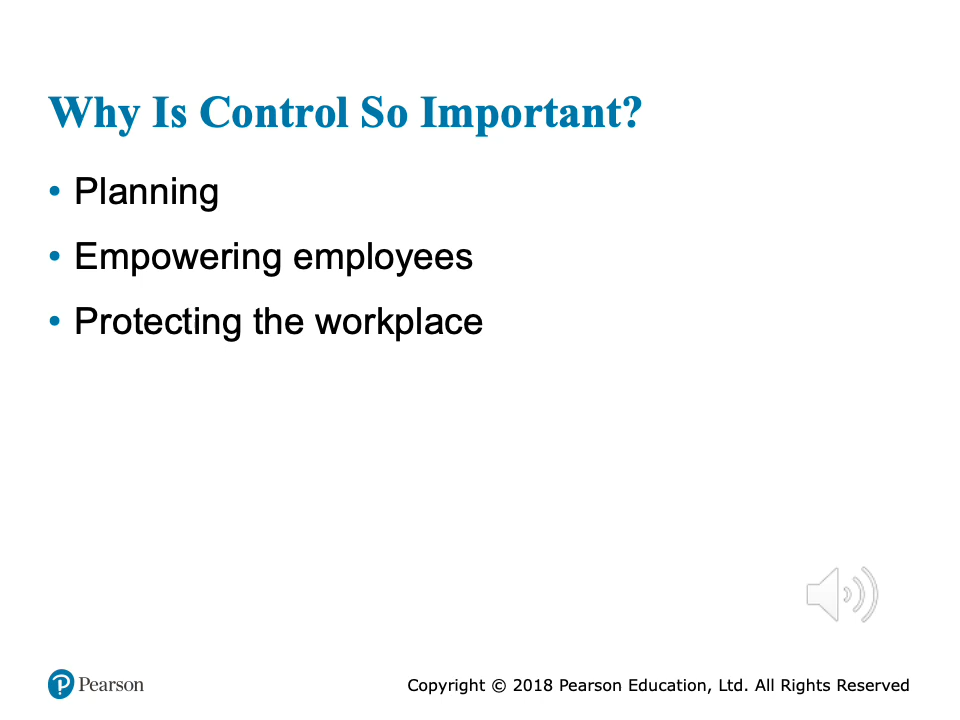 Why Is Control So Important?
• Planning
• Empowering employees
• Protecting the workplace
Pearson
Copyright © 2018 Pearson Education, Ltd. All Rights Reserved